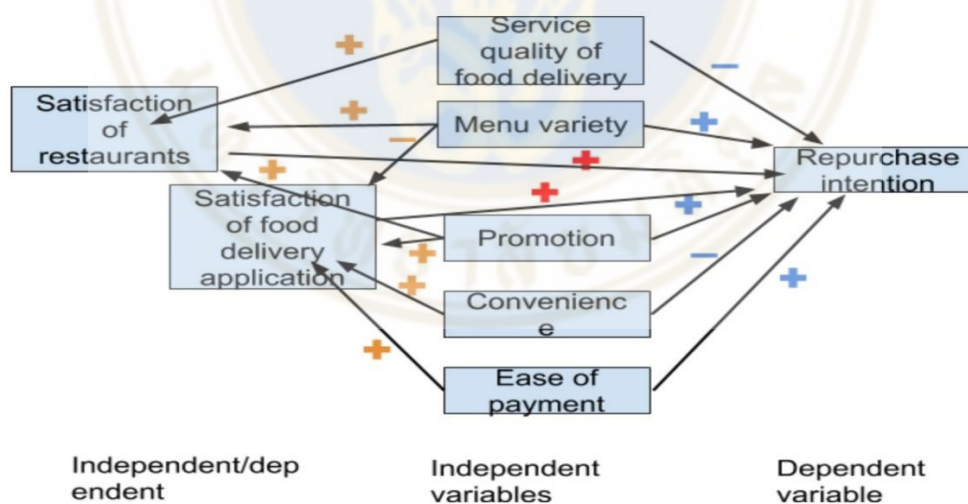 Service
quality of
food delivery
Satisfaction
of
restaurants
Menu variety
Repurchase
intention
Satisfaction
of food
delivery
application
Promotion
Convenienc
e
Ease of
payment
Independent/dep
endent
Independent
variables
Dependent
variable